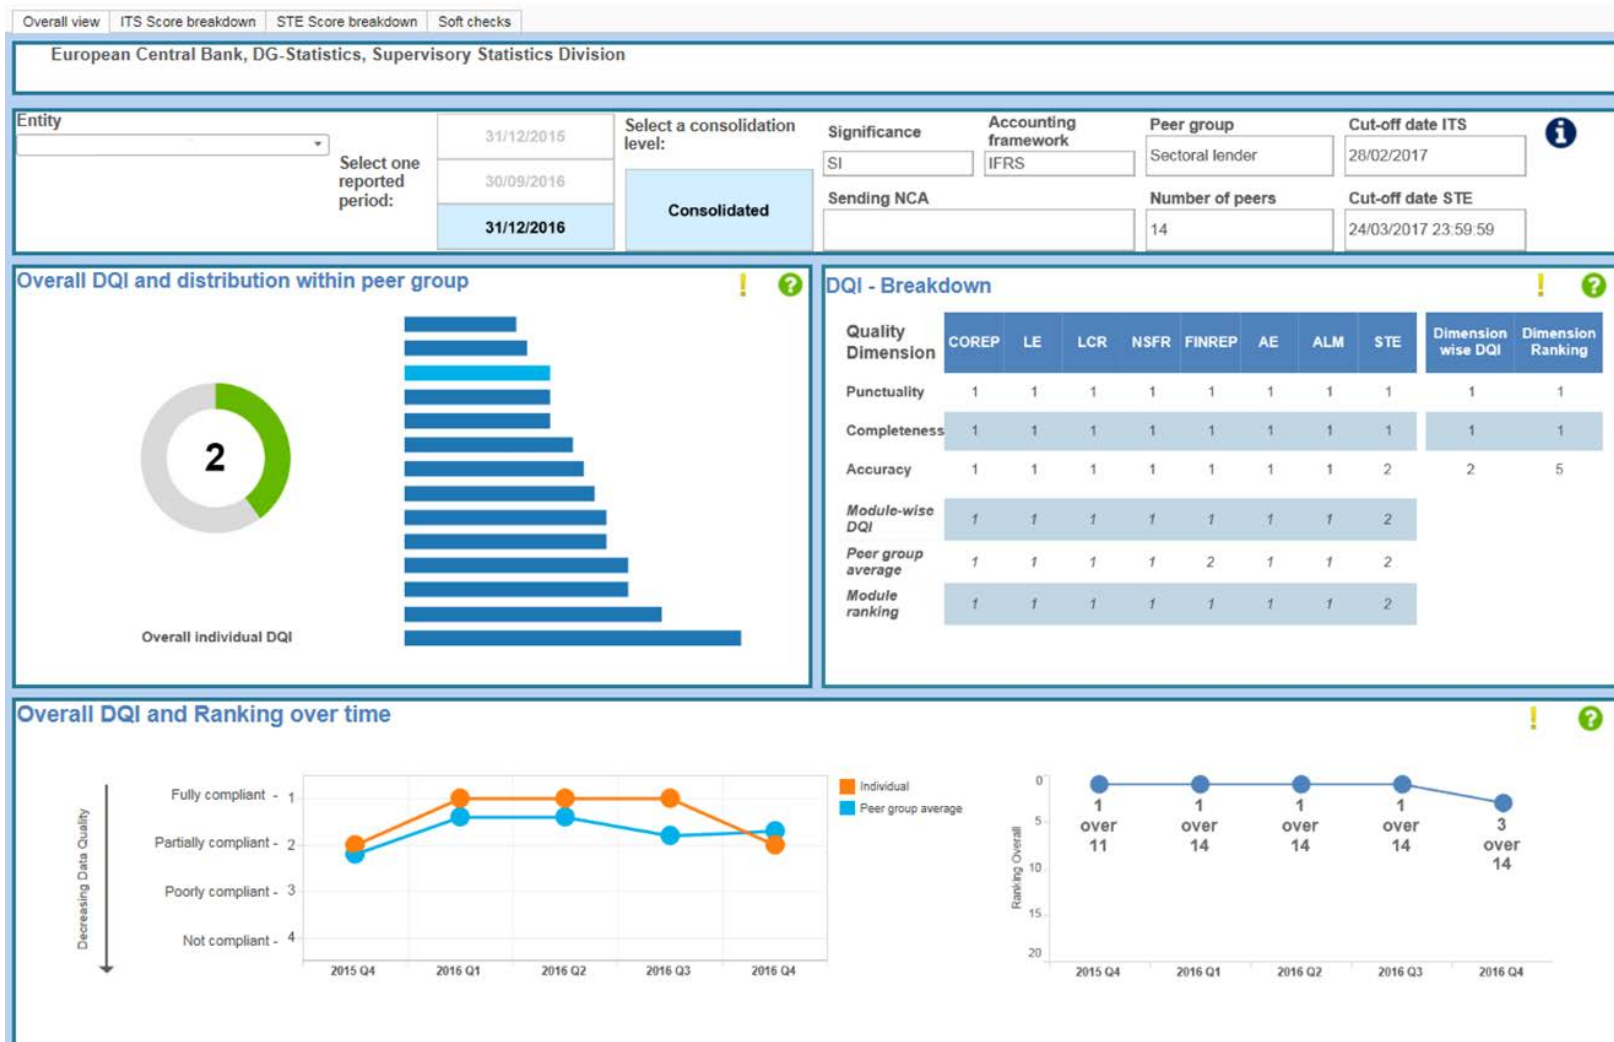 Overall view ITS Score breakdown STE Score breakdown Soft checks
European Central Bank, DG-Statistics, Supervisory Statistics Division
Entity
Select one
reported
period:
31/12/2016
30/09/2016
31/12/2016
Select a consolidation
level:
Consolidated
Significance
SI
Accounting
framework
IFRS
Peer group
Sectoral lender
Cut-off date ITS
28/02/2017
Sending NCA
Number of peers
14
Cut-off date STE
24/03/2017 23:59:59
Overall DQI and distribution within peer group
! ?
2
Overall individual DQI
DQI - Breakdown
! ?
Quality
Dimension
COREP LE LCR NSFR FINREP AE ALM STE Dimension wise DQI Dimension Ranking
Punctuality 1 1 1 1 1 1 1 1 1 1
Completeness 1 1 1 1 1 1 1 1 1 1
Accuracy 1 1 1 1 1 1 1 2 2 5
Module-wise
DQI
1 1 1 1 1 1 1 2
Peer group
average
1 1 1 1 2 1 1 2
Module
ranking
1 1 1 1 1 1 1 2
Overall DQI and Ranking over time
! ?
Decreasing Data Quality
Fully compliant - 1
Partially compliant - 2
Poorly compliant - 3
Not compliant - 4
2015 Q4 2016 Q1 2016 Q2 2016 Q3 2016 Q4
Individual
Peer group average
Ranking Overall
0
5
10
15
20
1
over
11
1
over
14
1
over
14
1
over
14
3
over
14
2015 Q4 2016 Q1 2016 Q2 2016 Q3 2016 Q4